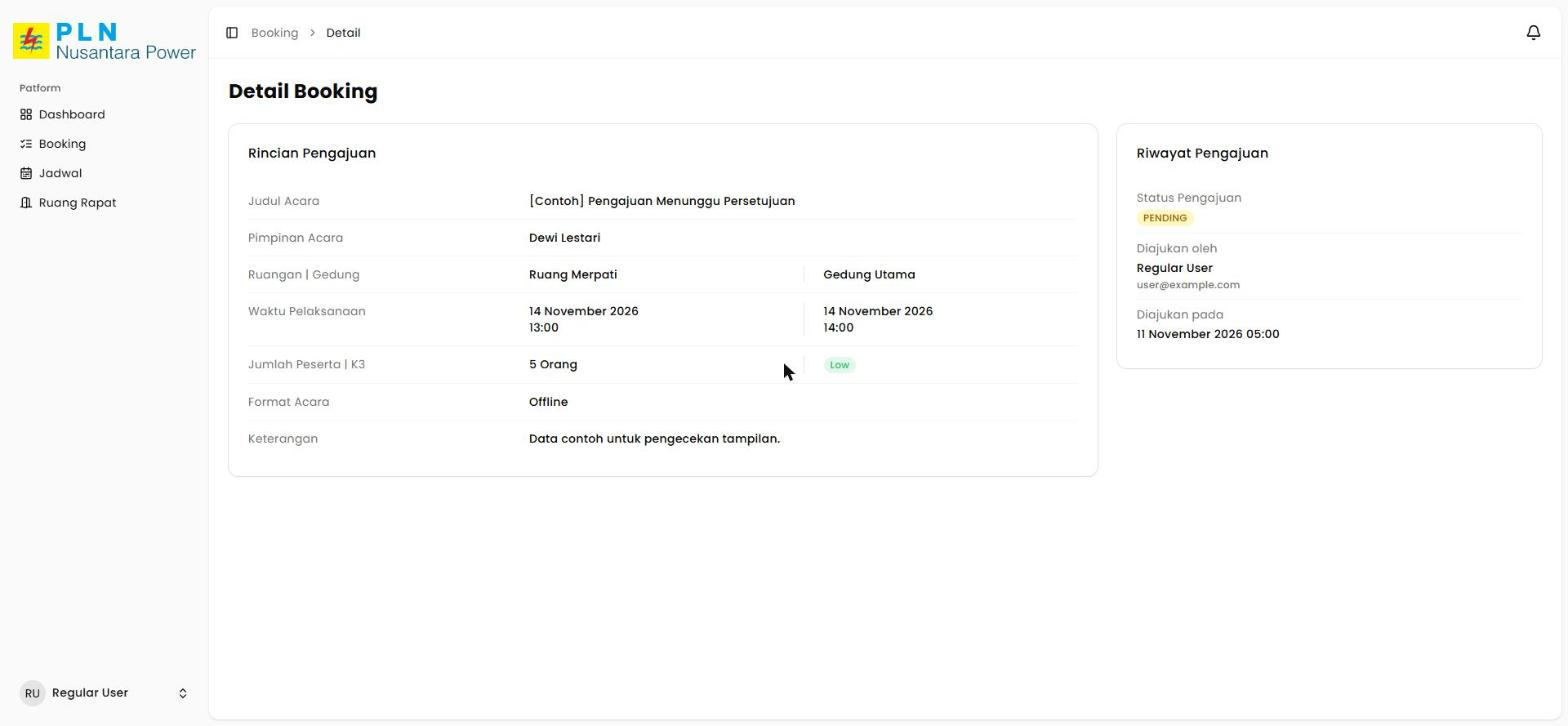 PLN
Nusantara Power
Patform
Dashboard
Booking
Jadwal
Ruang Rapat
RU Regular User
Booking > Detail
Detail Booking
Rincian Pengajuan
Judul Acara [Contoh] Pengajuan Menunggu Persetujuan
Pimpinan Acara Dewi Lestari
Ruangan | Gedung Ruang Merpati Gedung Utama
Waktu Pelaksanaan 14 November 2026 14 November 2026
13:00 14:00
Jumlah Peserta | K3 5 Orang Low
Format Acara Offline
Keterangan Data contoh untuk pengecekan tampilan.
Riwayat Pengajuan
Status Pengajuan
PENDING
Diajukan oleh
Regular User
user@example.com
Diajukan pada
11 November 2026 05:00